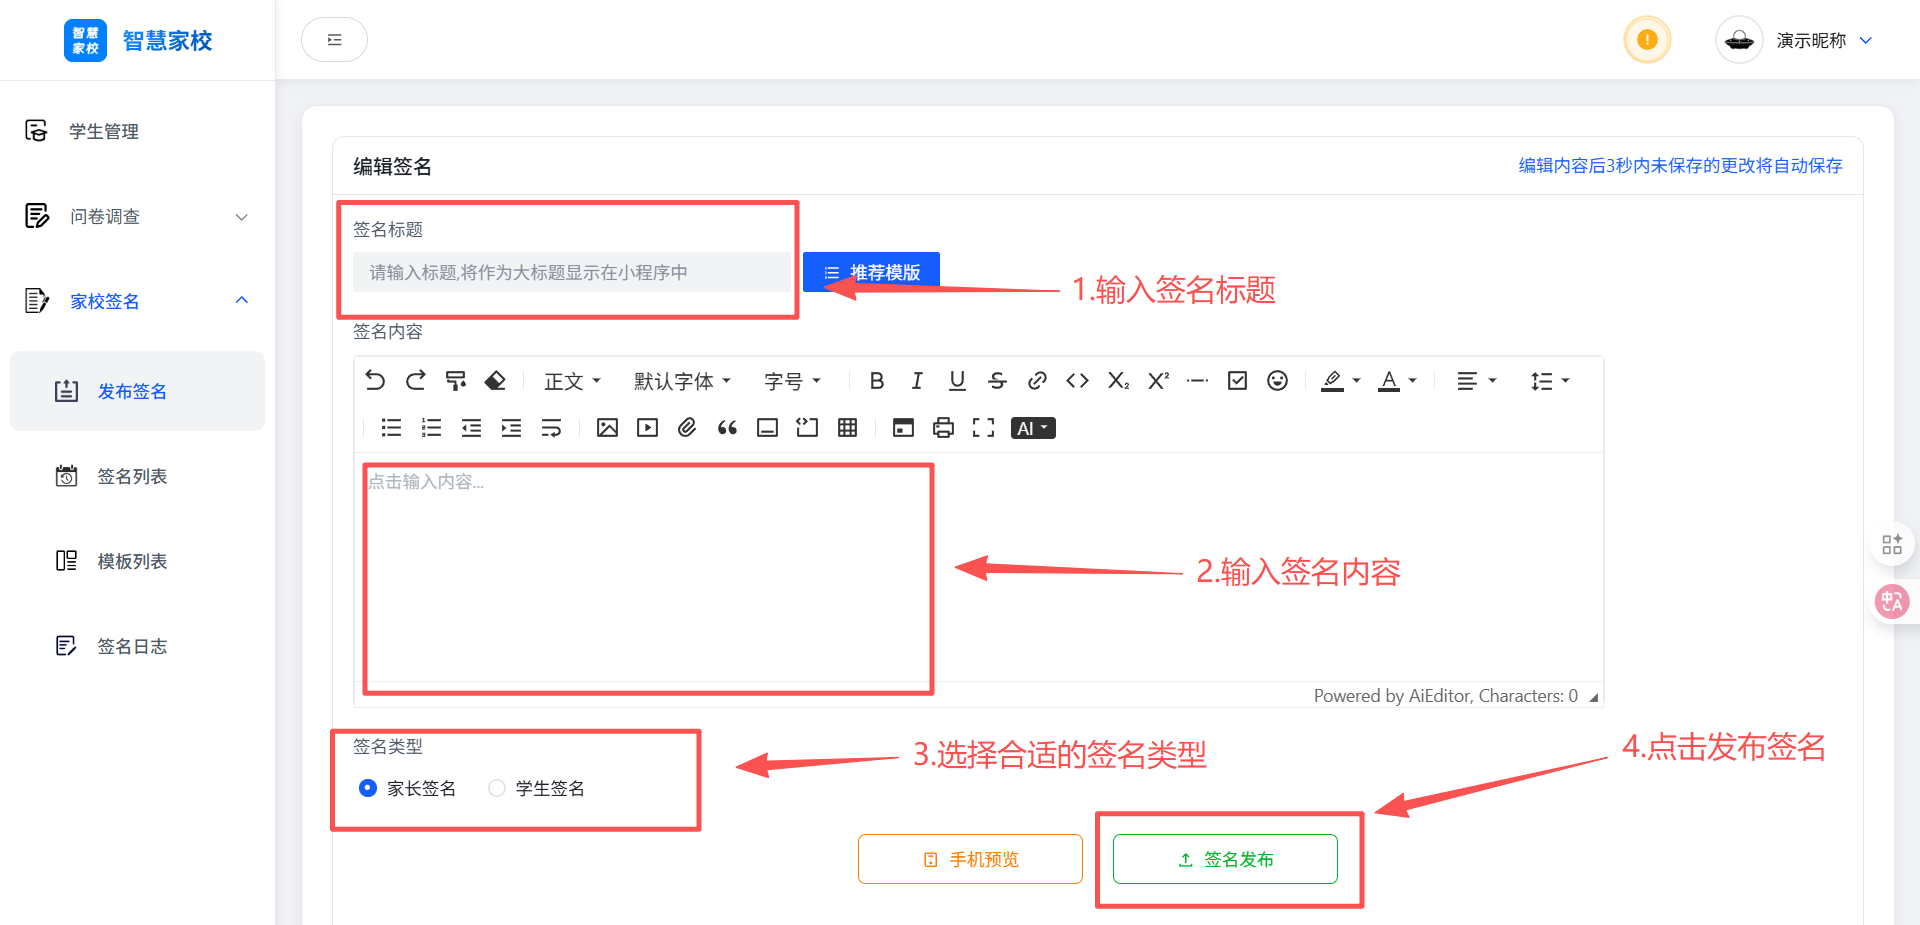 智慧
家校
智慧家校
演示昵称
学生管理
问卷调查
家校签名
发布签名
签名列表
模板列表
签名日志
编辑签名
编辑内容后3秒内未保存的更改将自动保存
签名标题
请输入标题,将作为大标题显示在小程序中
推荐模版
1.输入签名标题
签名内容
正文
默认字体
字号
AI
点击输入内容...
2.输入签名内容
Powered by AiEditor, Characters: 0
签名类型
家长签名
学生签名
3.选择合适的签名类型
4.点击发布签名
手机预览
签名发布